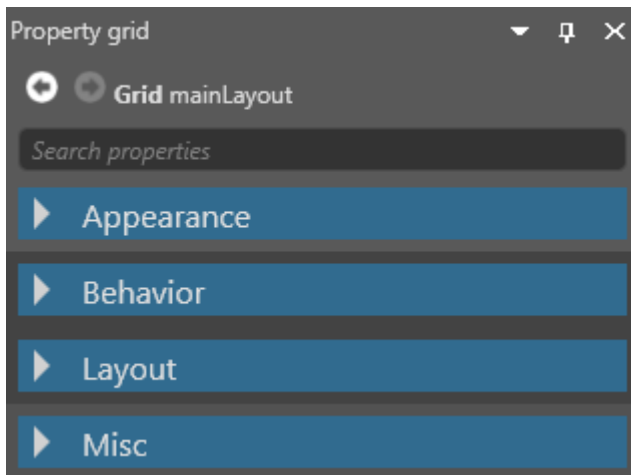 Property grid
Grid mainLayout
Search properties
Appearance
Behavior
Layout
Misc